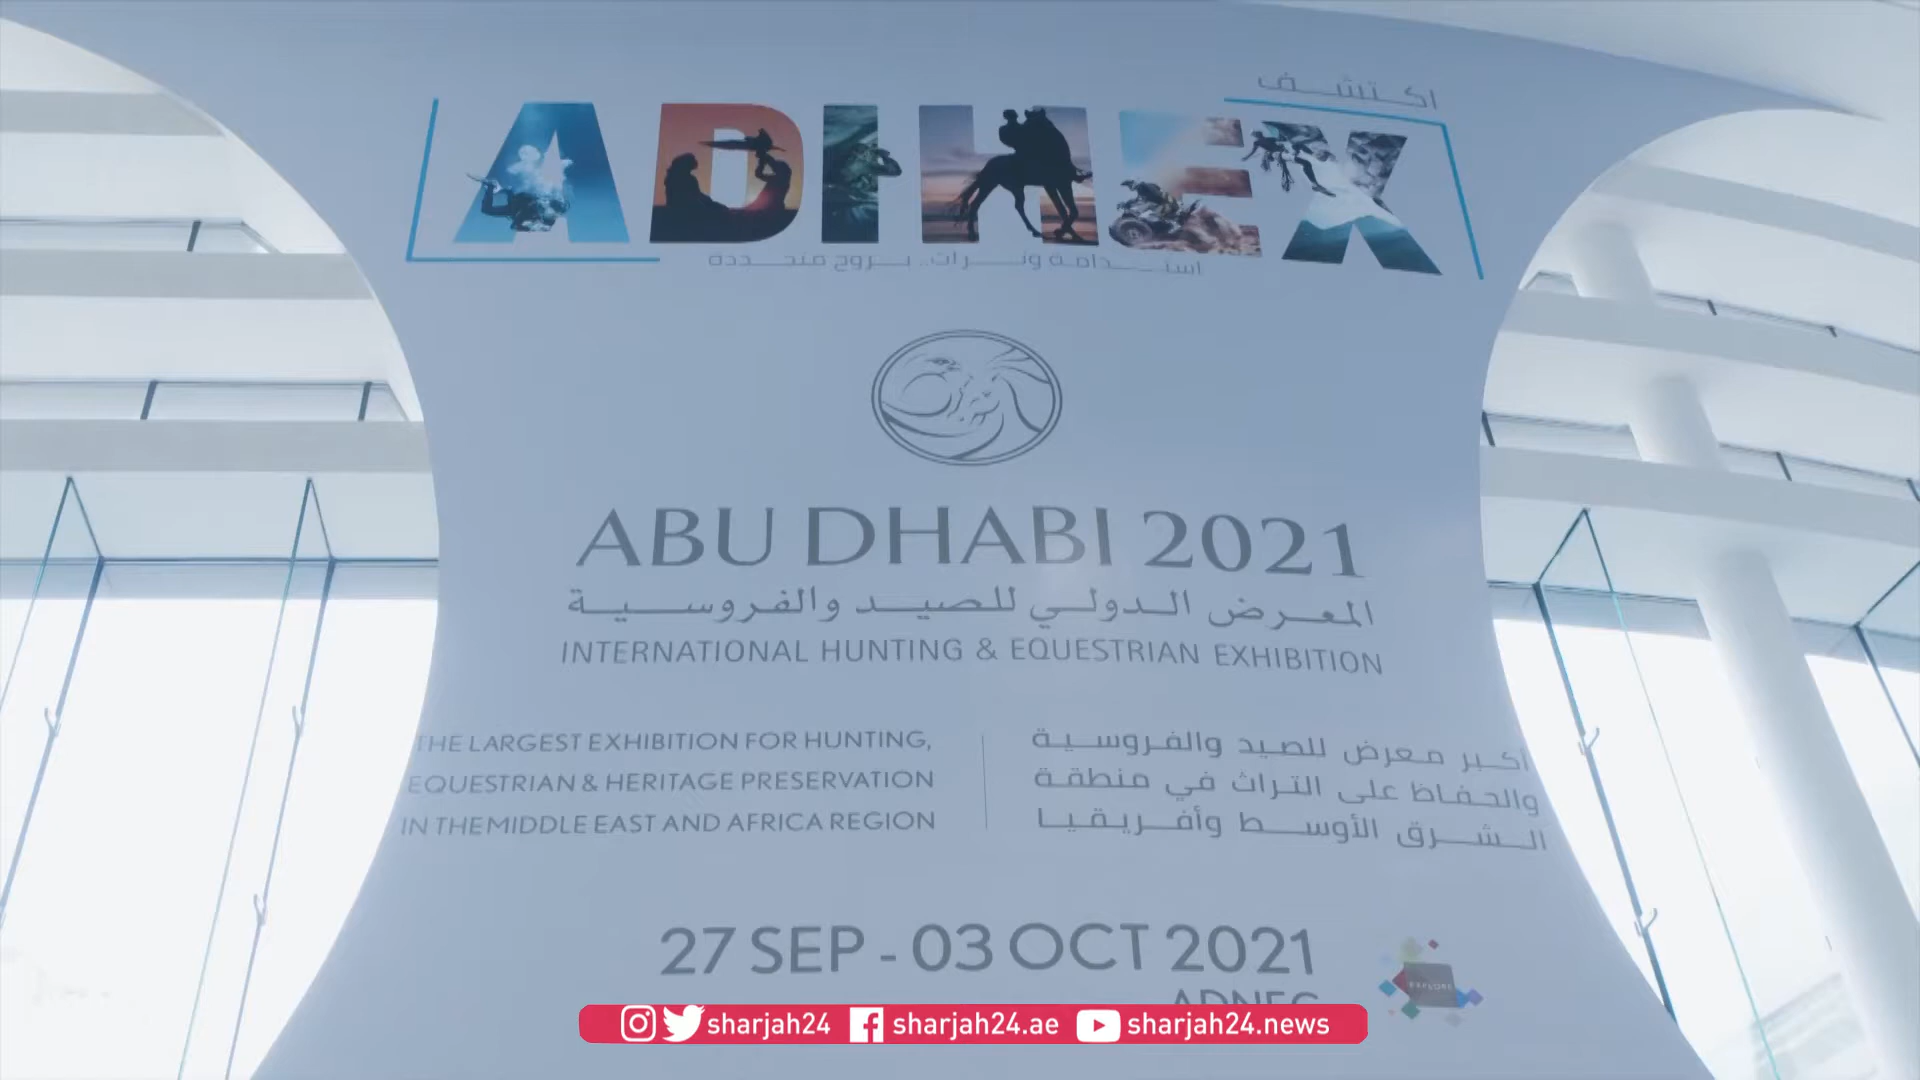 اكتشف
ADIHEX
استدامة وتراث.. بروح متجددة
ABU DHABI 2021
المعرض الدولي للصيد والفروسية
INTERNATIONAL HUNTING & EQUESTRIAN EXHIBITION
THE LARGEST EXHIBITION FOR HUNTING,
EQUESTRIAN & HERITAGE PRESERVATION
IN THE MIDDLE EAST AND AFRICA REGION
أكبر معرض للصيد والفروسية
والحفاظ على التراث في منطقة
الشرق الأوسط وأفريقيا
27 SEP - 03 OCT 2021
ADNEC
EXPLORE
sharjah24 sharjah24.ae sharjah24.news